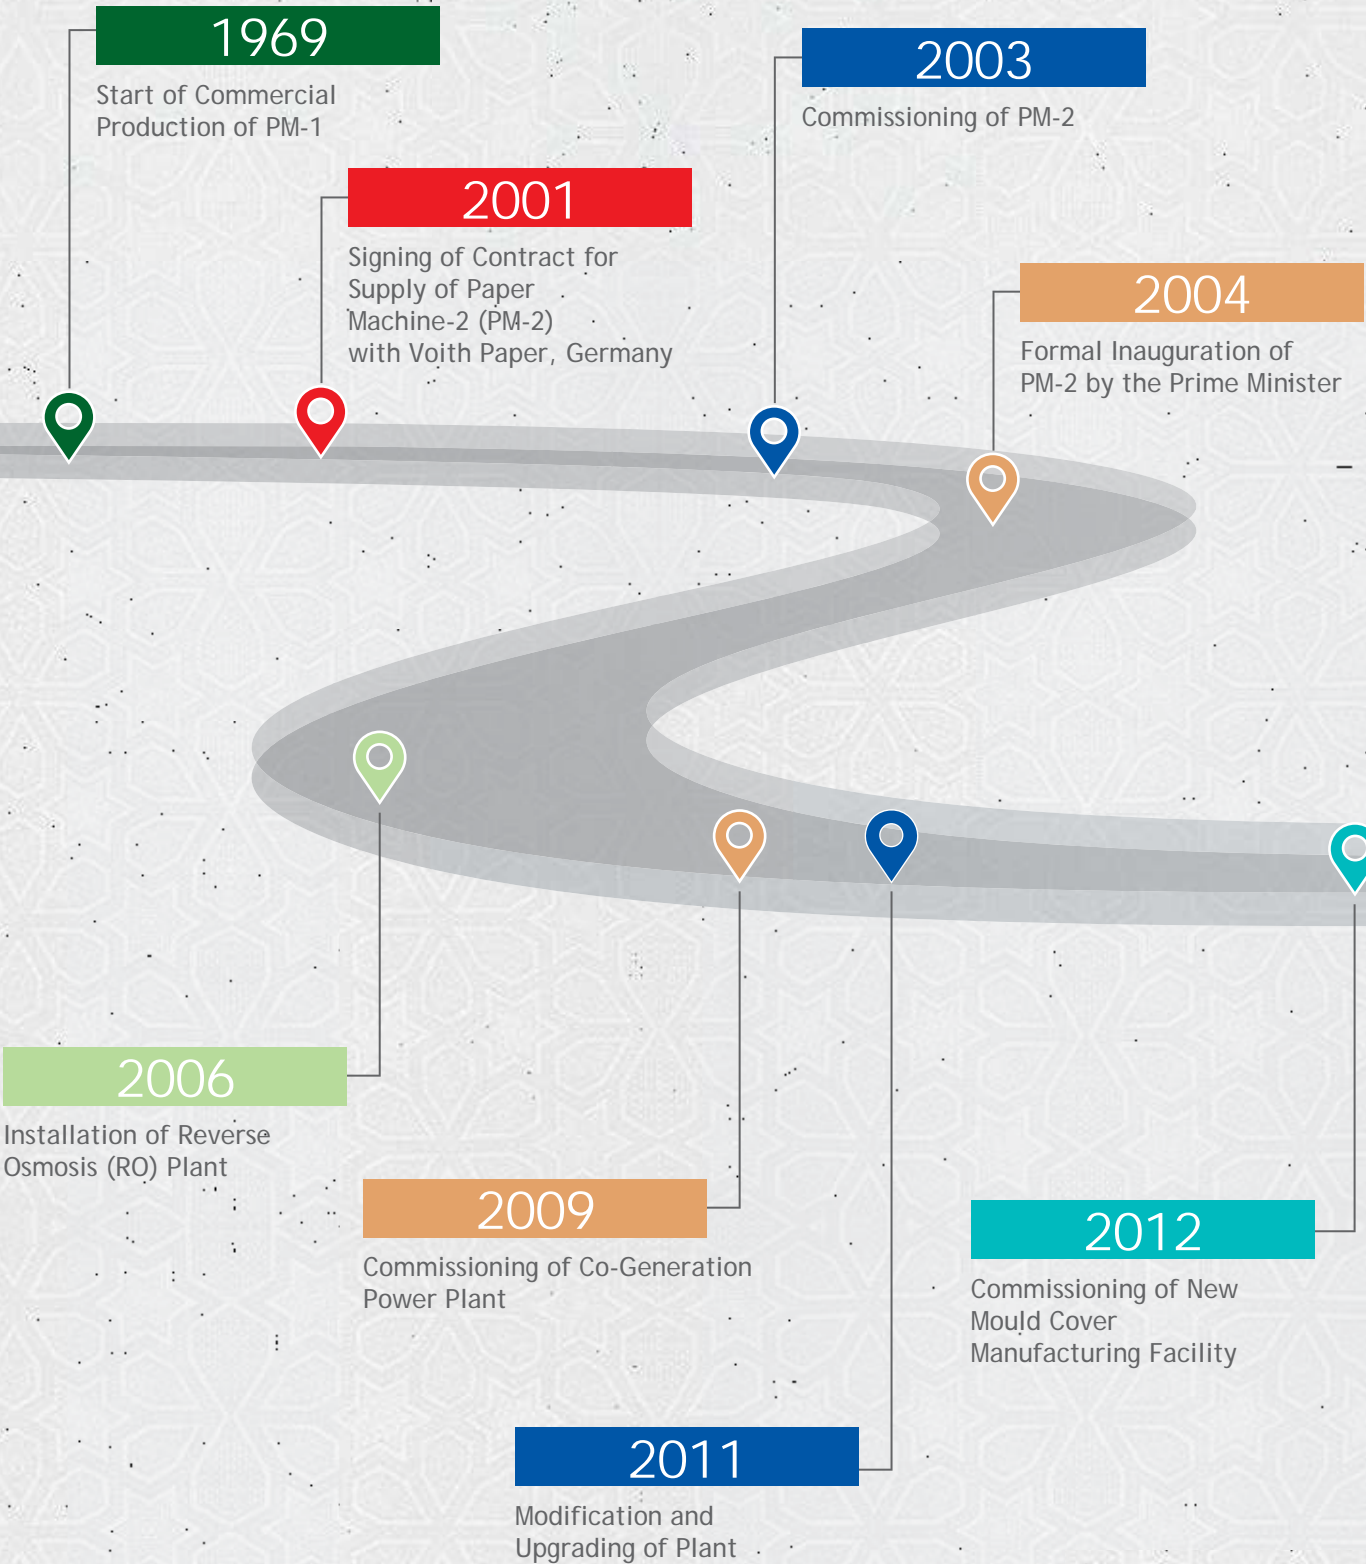 1969
Start of Commercial
Production of PM-1
2001
Signing of Contract for
Supply of Paper
Machine-2 (PM-2)
with Voith Paper, Germany
2003
Commissioning of PM-2
2004
Formal Inauguration of
PM-2 by the Prime Minister
2006
Installation of Reverse
Osmosis (RO) Plant
2009
Commissioning of Co-Generation
Power Plant
2011
Modification and
Upgrading of Plant
2012
Commissioning of New
Mould Cover
Manufacturing Facility